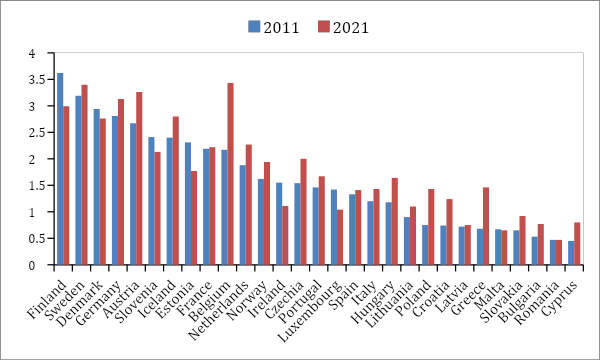 2011 2021
4
3.5
3
2.5
2
1.5
1
0.5
0
Finland
Sweden
Denmark
Germany
Austria
Slovenia
Iceland
Estonia
France
Belgium
Netherlands
Norway
Ireland
Czechia
Portugal
Luxembourg
Spain
Italy
Hungary
Lithuania
Poland
Croatia
Latvia
Greece
Malta
Slovakia
Bulgaria
Romania
Cyprus